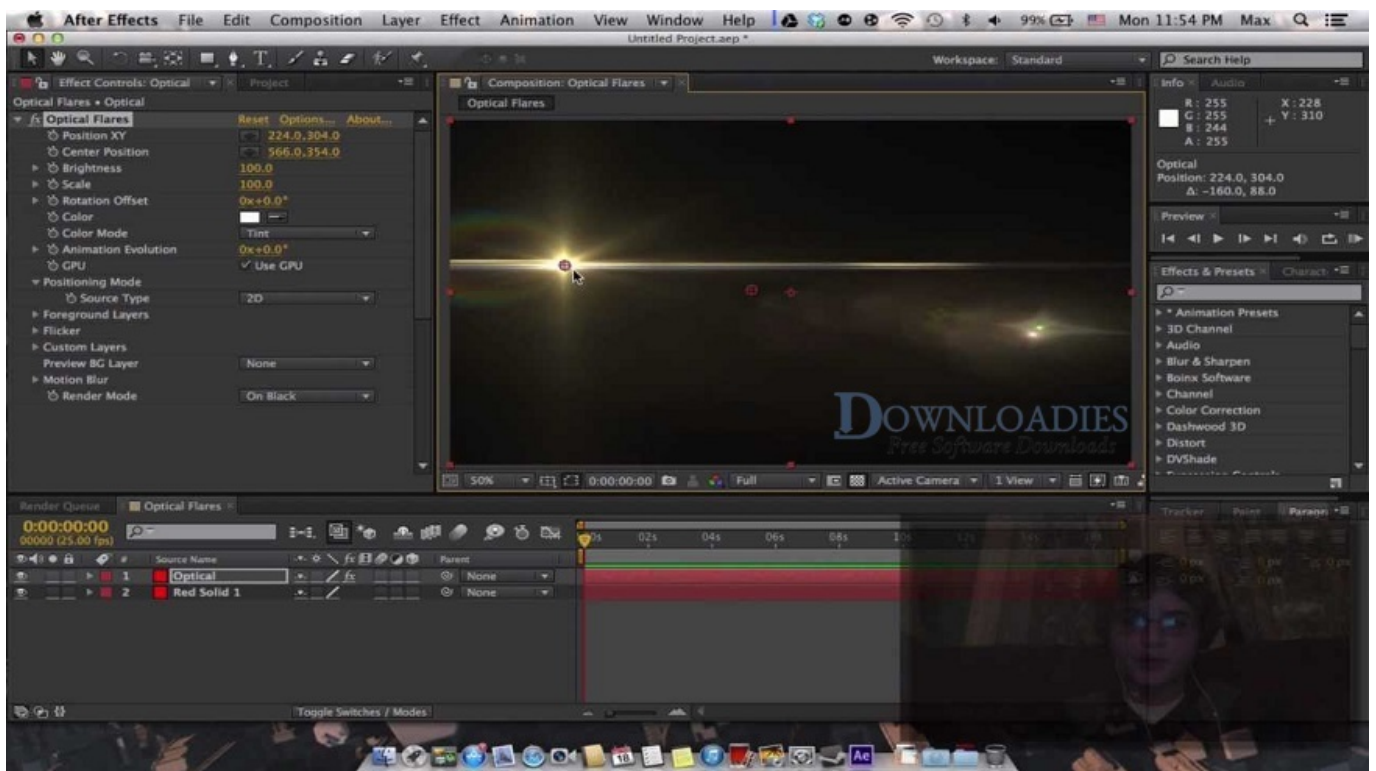 After Effects File Edit Composition Layer Effect Animation View Window Help 99% Mon 11:54 PM Max
Untitled Project.aep *
Workspace: Standard
Search Help
Effect Controls: Optical
Project
Composition: Optical Flares
Info
Audio
Optical Flares • Optical
Optical Flares
R: 255 X: 228
G: 255 Y: 310
B: 244
A: 255
fx Optical Flares Reset Options... About...
Position XY 224.0,304.0
Center Position 566.0,354.0
Brightness 100.0
Scale 100.0
Rotation Offset 0x+0.0°
Color
Color Mode Tint
Animation Evolution 0x+0.0°
GPU Use GPU
Positioning Mode
Source Type 2D
Foreground Layers
Flicker
Custom Layers
Preview BG Layer None
Motion Blur
Render Mode On Black
Optical
Position: 224.0, 304.0
Δ: -160.0, 88.0
Preview
Effects & Presets
* Animation Presets
3D Channel
Audio
Blur & Sharpen
Boinx Software
Channel
Color Correction
Dashwood 3D
Distort
DVShade
DOWNLOADIES
Free Software Downloads
50% 0:00:00:00 Full Active Camera 1 View
Render Queue Optical Flares
Tracker Paint
0:00:00:00
00000 (25.00 fps)
02s 04s 06s 08s
# Source Name fx Parent
1 Optical fx None
2 Red Solid 1 None
Toggle Switches / Modes
18
Ae